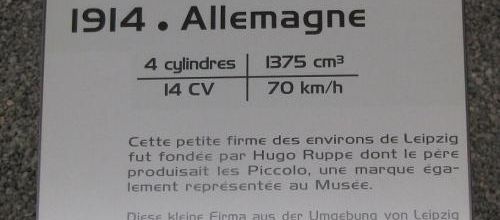 1914 . Allemagne
4 cylindres 1375 cm³
14 CV 70 km/h
Cette petite firme des environs de Leipzig
fut fondée par Hugo Ruppe dont le père
produisait les Piccolo, une marque éga-
lement représentée au Musée.
Diese kleine Firma aus der Umgebung von Leipzig